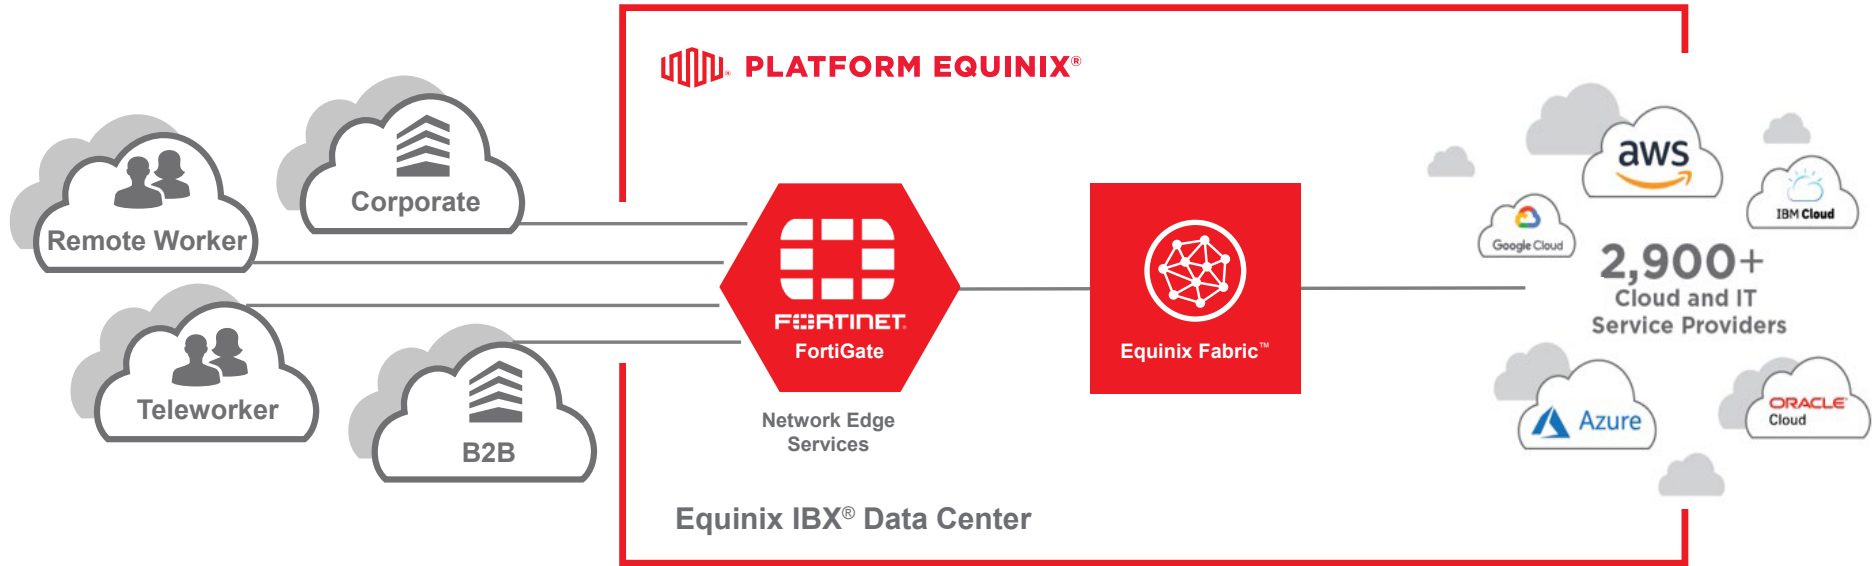 PLATFORM EQUINIX®
Corporate
Remote Worker
Teleworker
B2B
FORTINET®
FortiGate
Network Edge
Services
Equinix Fabric™
aws
IBM Cloud
Google Cloud
2,900+
Cloud and IT
Service Providers
Azure
ORACLE®
Cloud
Equinix IBX® Data Center